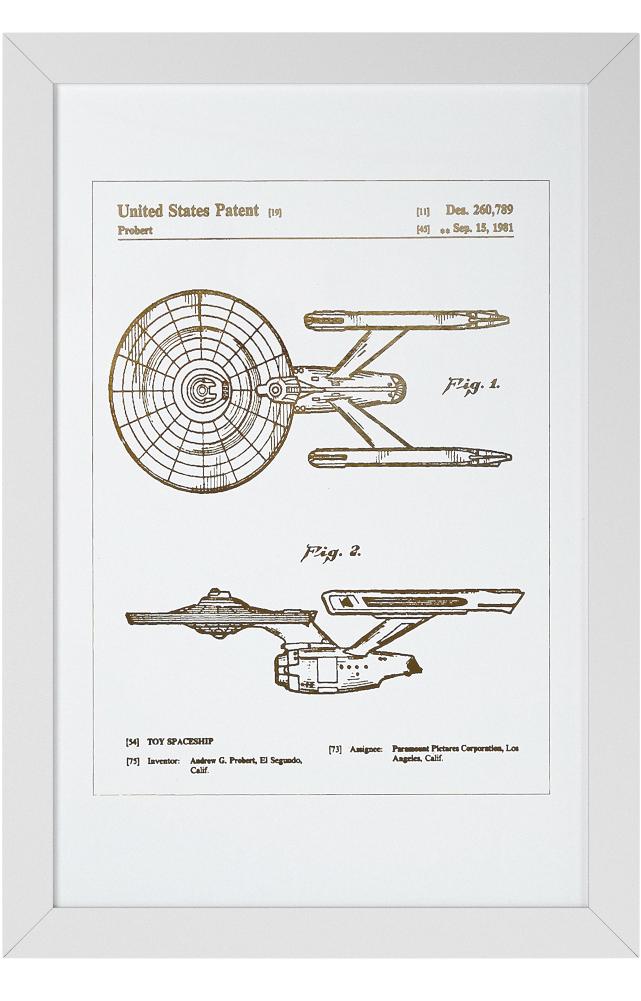 United States Patent [19]
[11] Des. 260,789
Probert
[45] ** Sep. 15, 1981
Fig. 1.
Fig. 2.
[54] TOY SPACESHIP
[75] Inventor: Andrew G. Probert, El Segundo,
Calif.
[73] Assignee: Paramount Pictures Corporation, Los
Angeles, Calif.